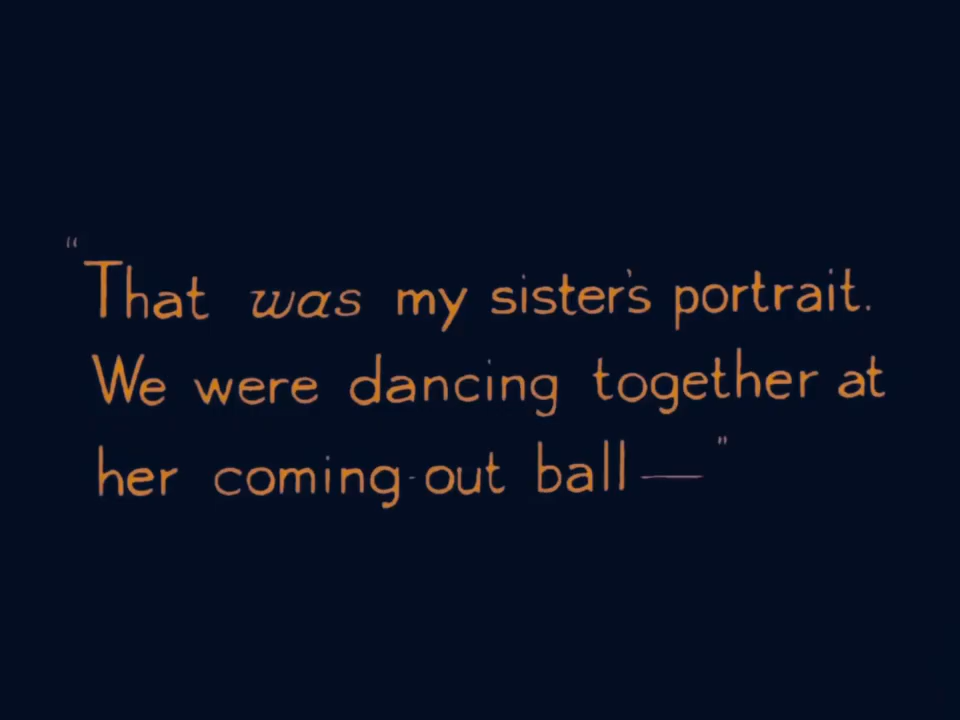 "That was my sister's portrait.
We were dancing together at
her coming-out ball—"